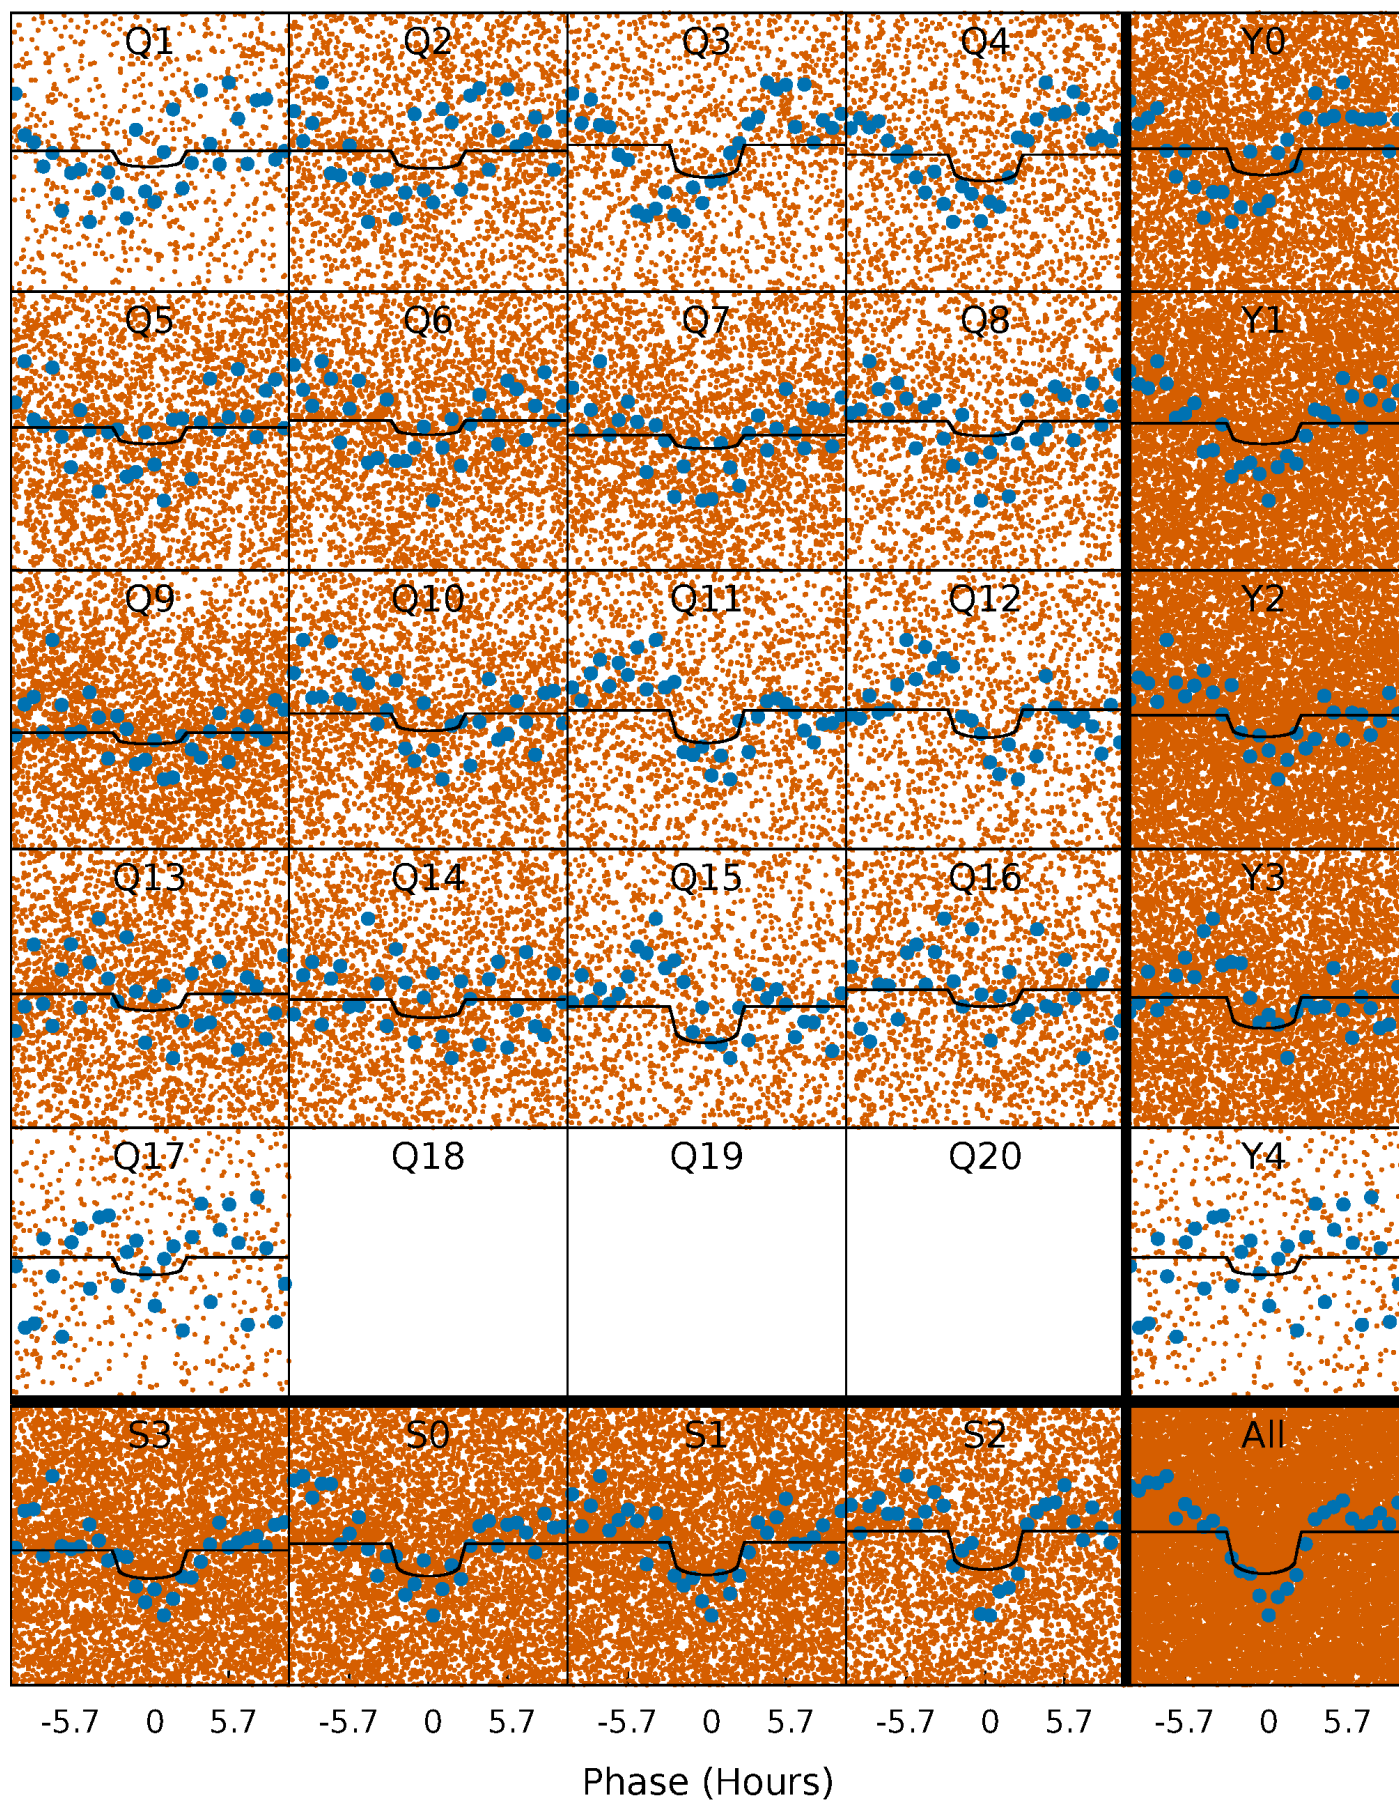 Q1 Q2 Q3 Q4 Y0
Q5 Q6 Q7 Q8 Y1
Q9 Q10 Q11 Q12 Y2
Q13 Q14 Q15 Q16 Y3
Q17 Q18 Q19 Q20 Y4
S3 S0 S1 S2 All
-5.7 0 5.7 -5.7 0 5.7 -5.7 0 5.7 -5.7 0 5.7 -5.7 0 5.7
Phase (Hours)